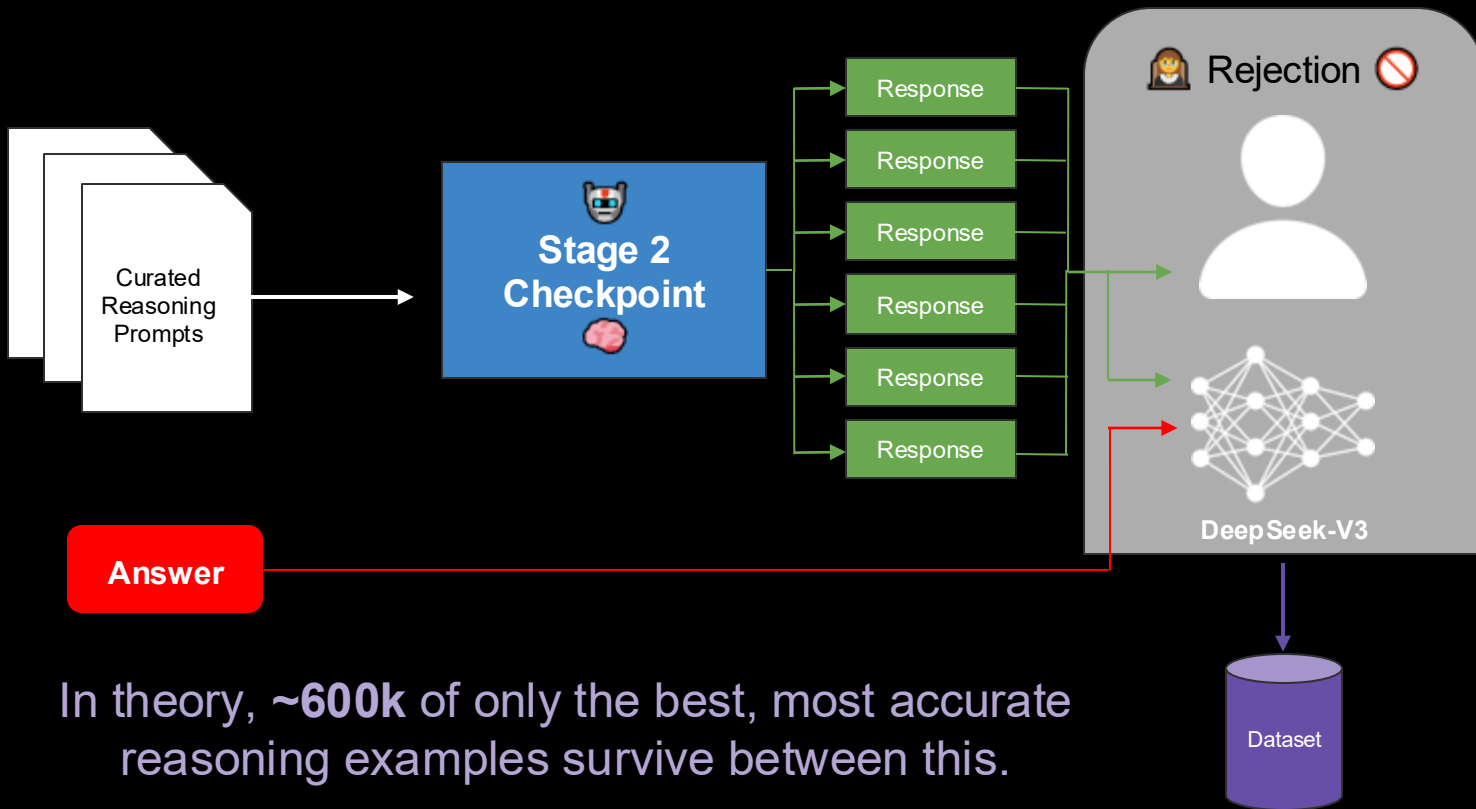 Curated
Reasoning
Prompts
Stage 2
Checkpoint
Response
Response
Response
Response
Response
Response
Rejection
DeepSeek-V3
Answer
In theory, ~600k of only the best, most accurate
reasoning examples survive between this.
Dataset